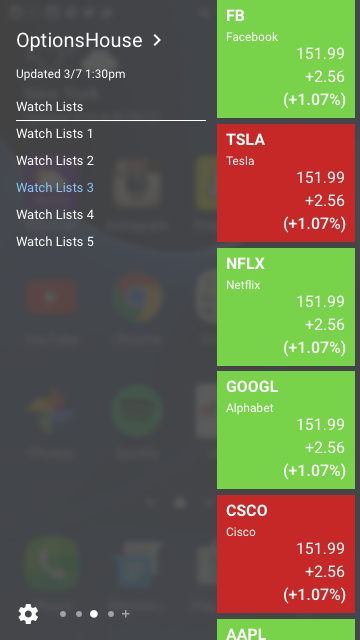 OptionsHouse
Updated 3/7 1:30pm
Watch Lists
Watch Lists 1
Watch Lists 2
Watch Lists 3
Watch Lists 4
Watch Lists 5
FB
Facebook
151.99
+2.56
(+1.07%)
TSLA
Tesla
151.99
+2.56
(+1.07%)
NFLX
Netflix
151.99
+2.56
(+1.07%)
GOOGL
Alphabet
151.99
+2.56
(+1.07%)
CSCO
Cisco
151.99
+2.56
(+1.07%)
AAPL